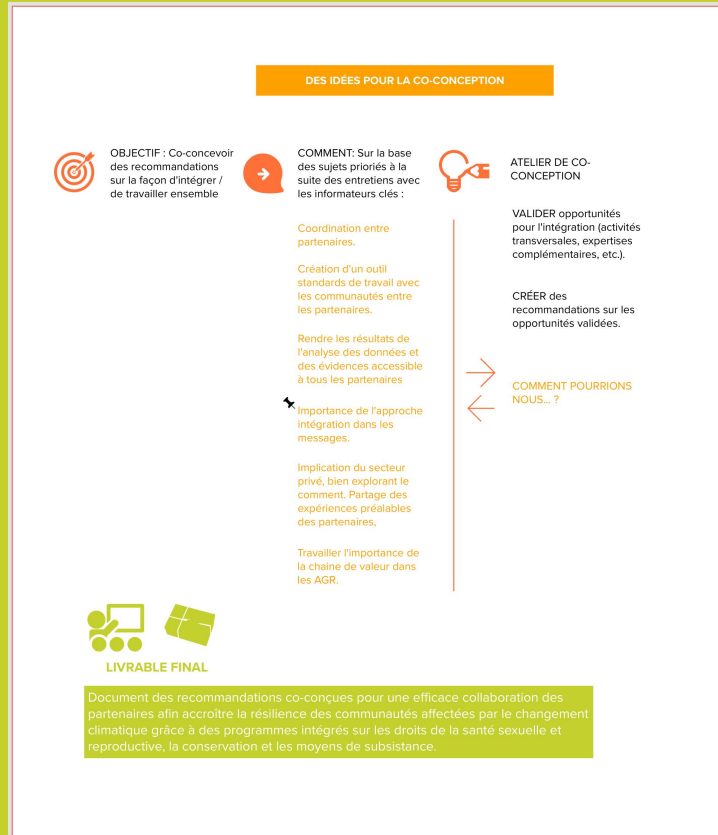 DES IDÉES POUR LA CO-CONCEPTION
OBJECTIF : Co-concevoir
des recommandations
sur la façon d'intégrer /
de travailler ensemble
COMMENT: Sur la base
des sujets prioriés à la
suite des entretiens avec
les informateurs clés :
Coordination entre
partenaires.
Création d'un outil
standards de travail avec
les communautés entre
les partenaires.
Rendre les résultats de
l'analyse des données et
des évidences accessible
à tous les partenaires
Importance de l'approche
intégration dans les
messages.
Implication du secteur
privé, bien explorant le
comment. Partage des
expériences préalables
des partenaires,
Travailler l'importance de
la chaine de valeur dans
les AGR.
ATELIER DE CO-
CONCEPTION
VALIDER opportunités
pour l'intégration (activités
transversales, expertises
complémentaires, etc.).
CRÉER des
recommandations sur les
opportunités validées.
COMMENT POURRIONS
NOUS... ?
LIVRABLE FINAL
Document des recommandations co-conçues pour une efficace collaboration des
partenaires afin accroître la résilience des communautés affectées par le changement
climatique grâce à des programmes intégrés sur les droits de la santé sexuelle et
reproductive, la conservation et les moyens de subsistance.